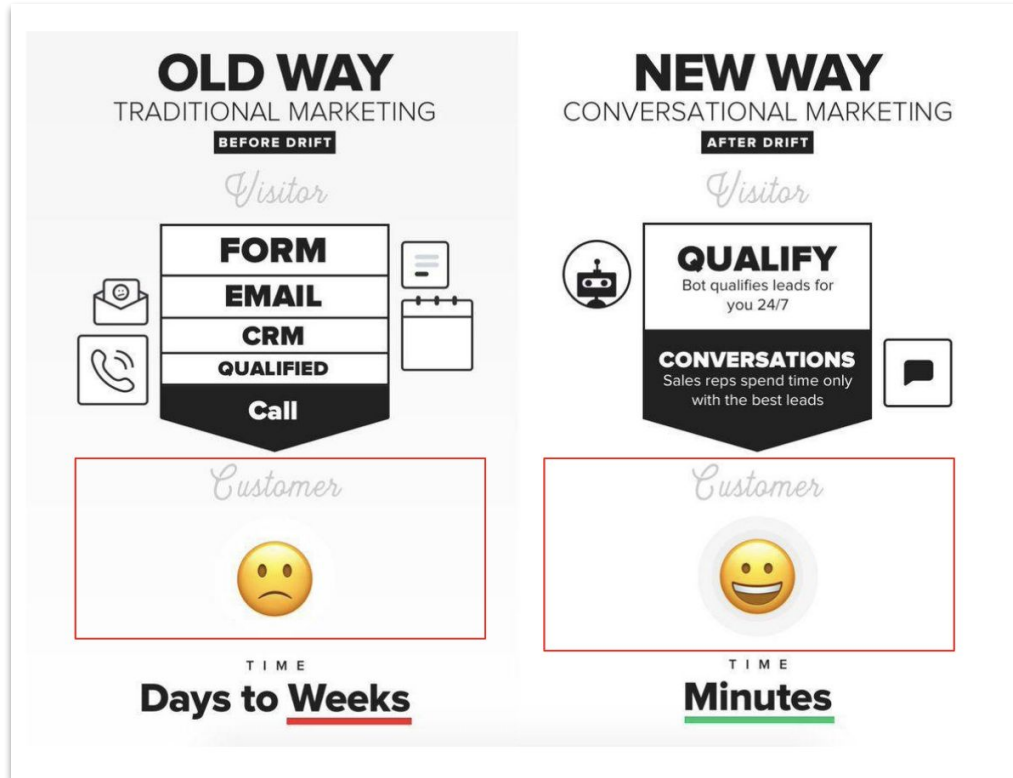 OLD WAY
TRADITIONAL MARKETING
BEFORE DRIFT
Visitor
FORM
EMAIL
CRM
QUALIFIED
Call
Customer
TIME
Days to Weeks
NEW WAY
CONVERSATIONAL MARKETING
AFTER DRIFT
Visitor
QUALIFY
Bot qualifies leads for
you 24/7
CONVERSATIONS
Sales reps spend time only
with the best leads
Customer
TIME
Minutes